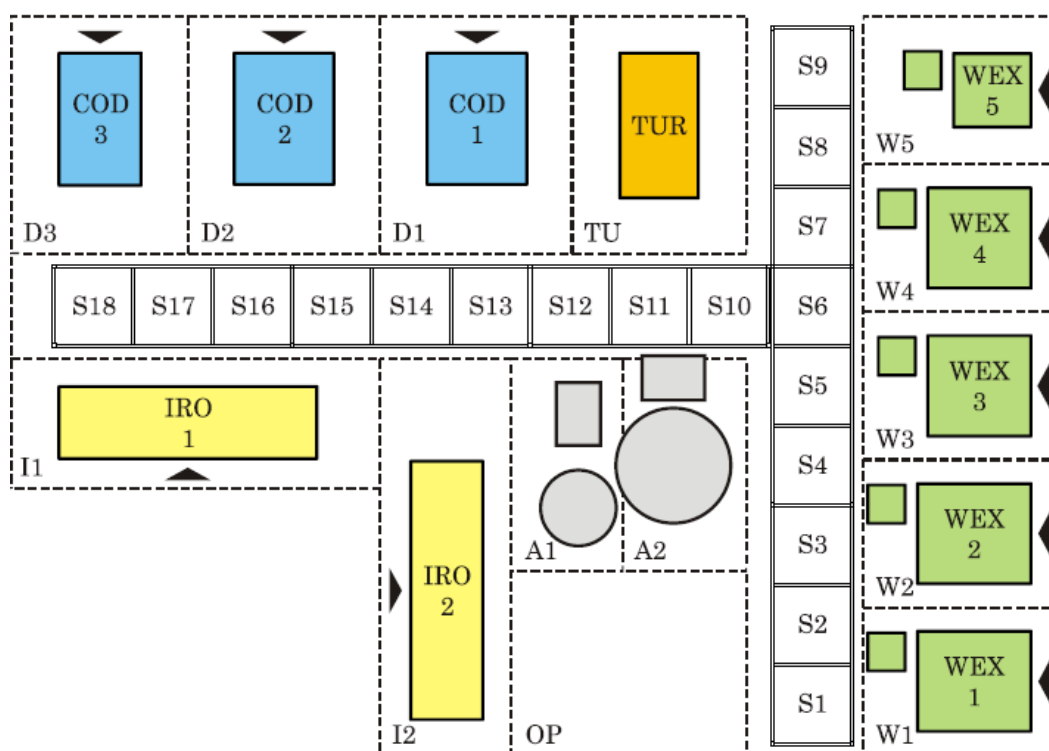 COD
3
COD
2
COD
1
TUR
D3
D2
D1
TU
S9
S8
S7
WEX
5
W5
WEX
4
W4
S18
S17
S16
S15
S14
S13
S12
S11
S10
S6
WEX
3
W3
IRO
1
I1
IRO
2
I2
A1
A2
OP
S5
S4
S3
S2
S1
WEX
2
W2
WEX
1
W1